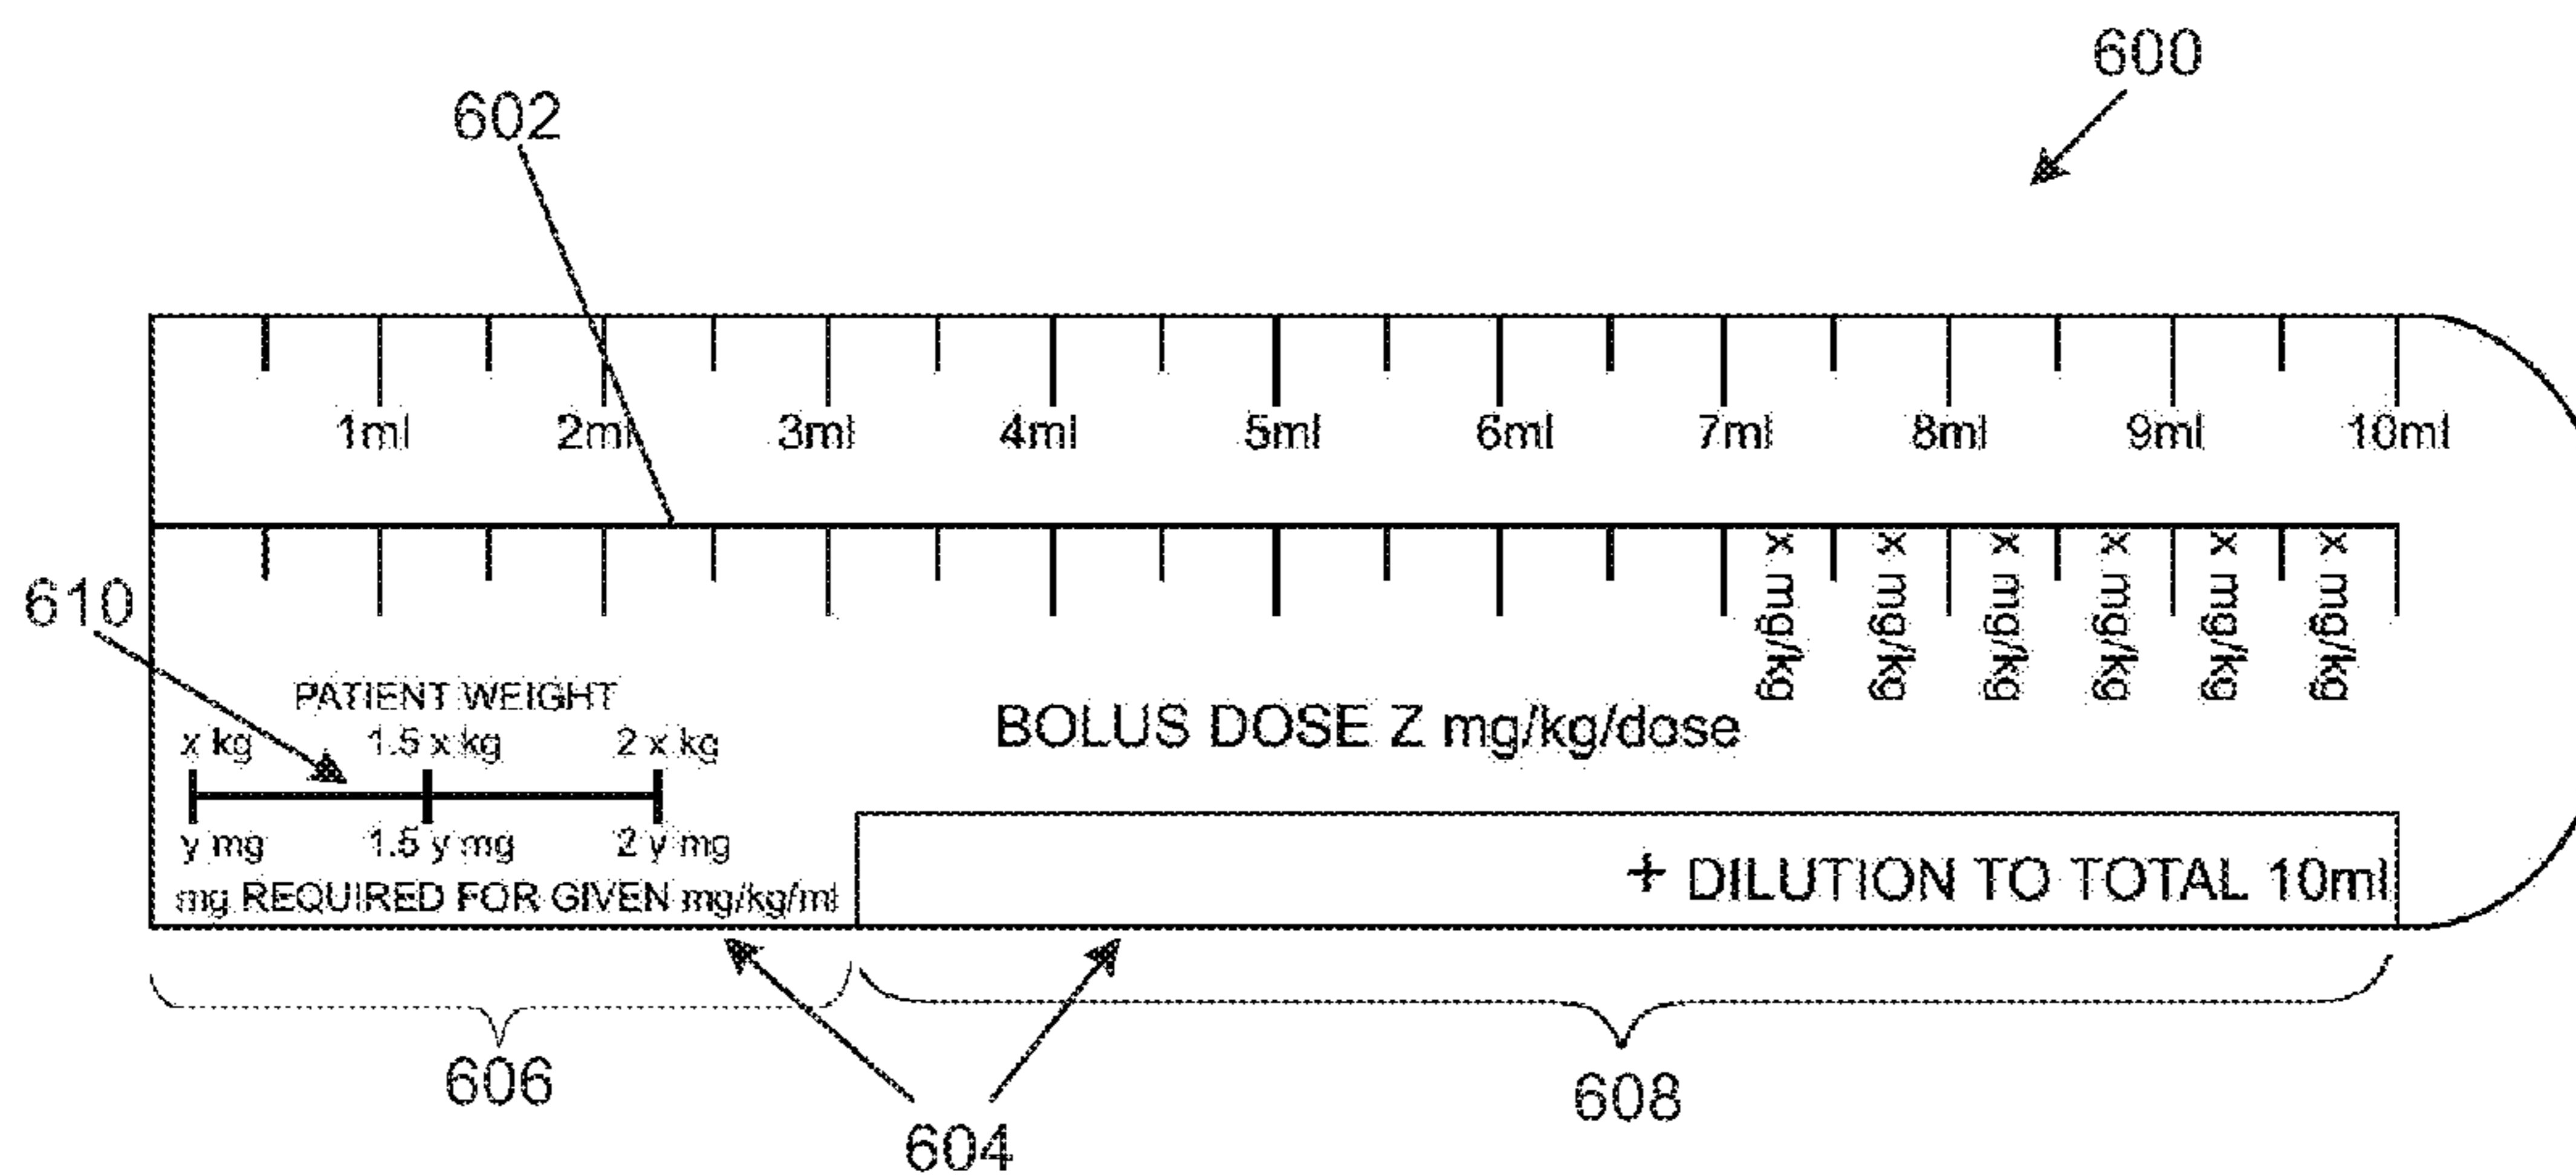 600
602
1ml 2ml 3ml 4ml 5ml 6ml 7ml 8ml 9ml 10ml
x mg/kg x mg/kg x mg/kg x mg/kg x mg/kg x mg/kg
610
PATIENT WEIGHT
x kg 1.5 x kg 2 x kg
BOLUS DOSE Z mg/kg/dose
y mg 1.5 y mg 2 y mg
mg REQUIRED FOR GIVEN mg/kg/ml
+ DILUTION TO TOTAL 10ml
606
608
604